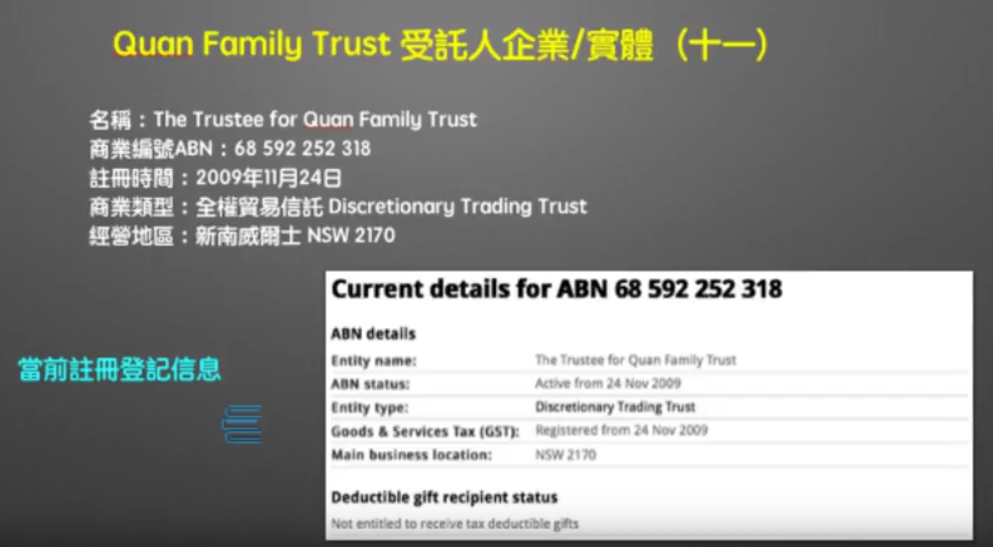 Quan Family Trust 受託人企業/實體（十一）
名稱：The Trustee for Quan Family Trust
商業編號ABN：68 592 252 318
註冊時間：2009年11月24日
商業類型：全權貿易信託 Discretionary Trading Trust
經營地區：新南威爾士 NSW 2170
當前註冊登記信息
Current details for ABN 68 592 252 318
ABN details
Entity name: The Trustee for Quan Family Trust
ABN status: Active from 24 Nov 2009
Entity type: Discretionary Trading Trust
Goods & Services Tax (GST): Registered from 24 Nov 2009
Main business location: NSW 2170
Deductible gift recipient status
Not entitled to receive tax deductible gifts